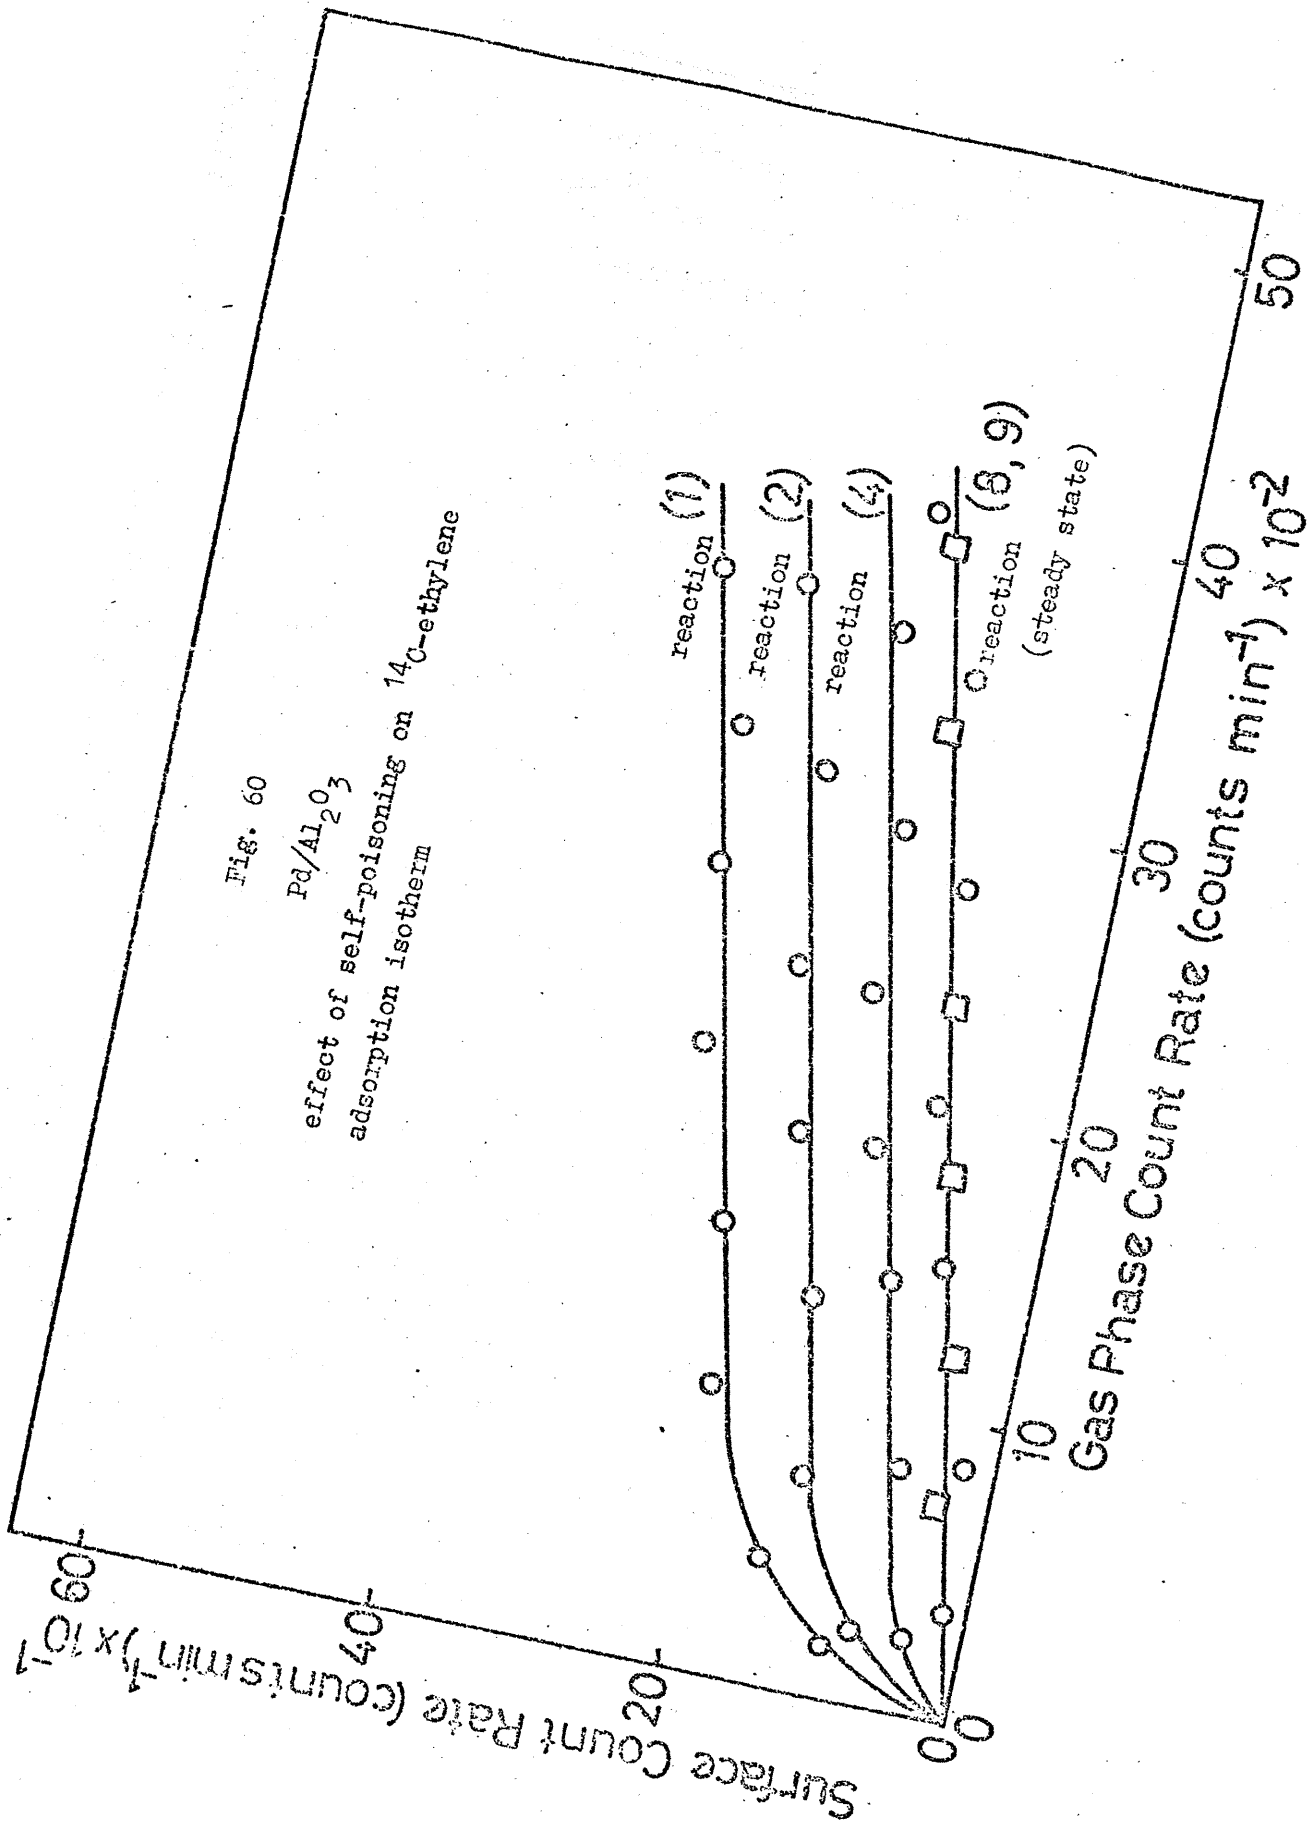 Fig. 60
Pd/Al2O3
effect of self-poisoning on 14C-ethylene
adsorption isotherm
reaction (1)
reaction (2)
reaction (4)
reaction (8, 9)
(steady state)
Surface Count Rate (counts min-1) x 10-1
60
40
20
0
0
10
20
30
40
50
Gas Phase Count Rate (counts min-1) x 10-2